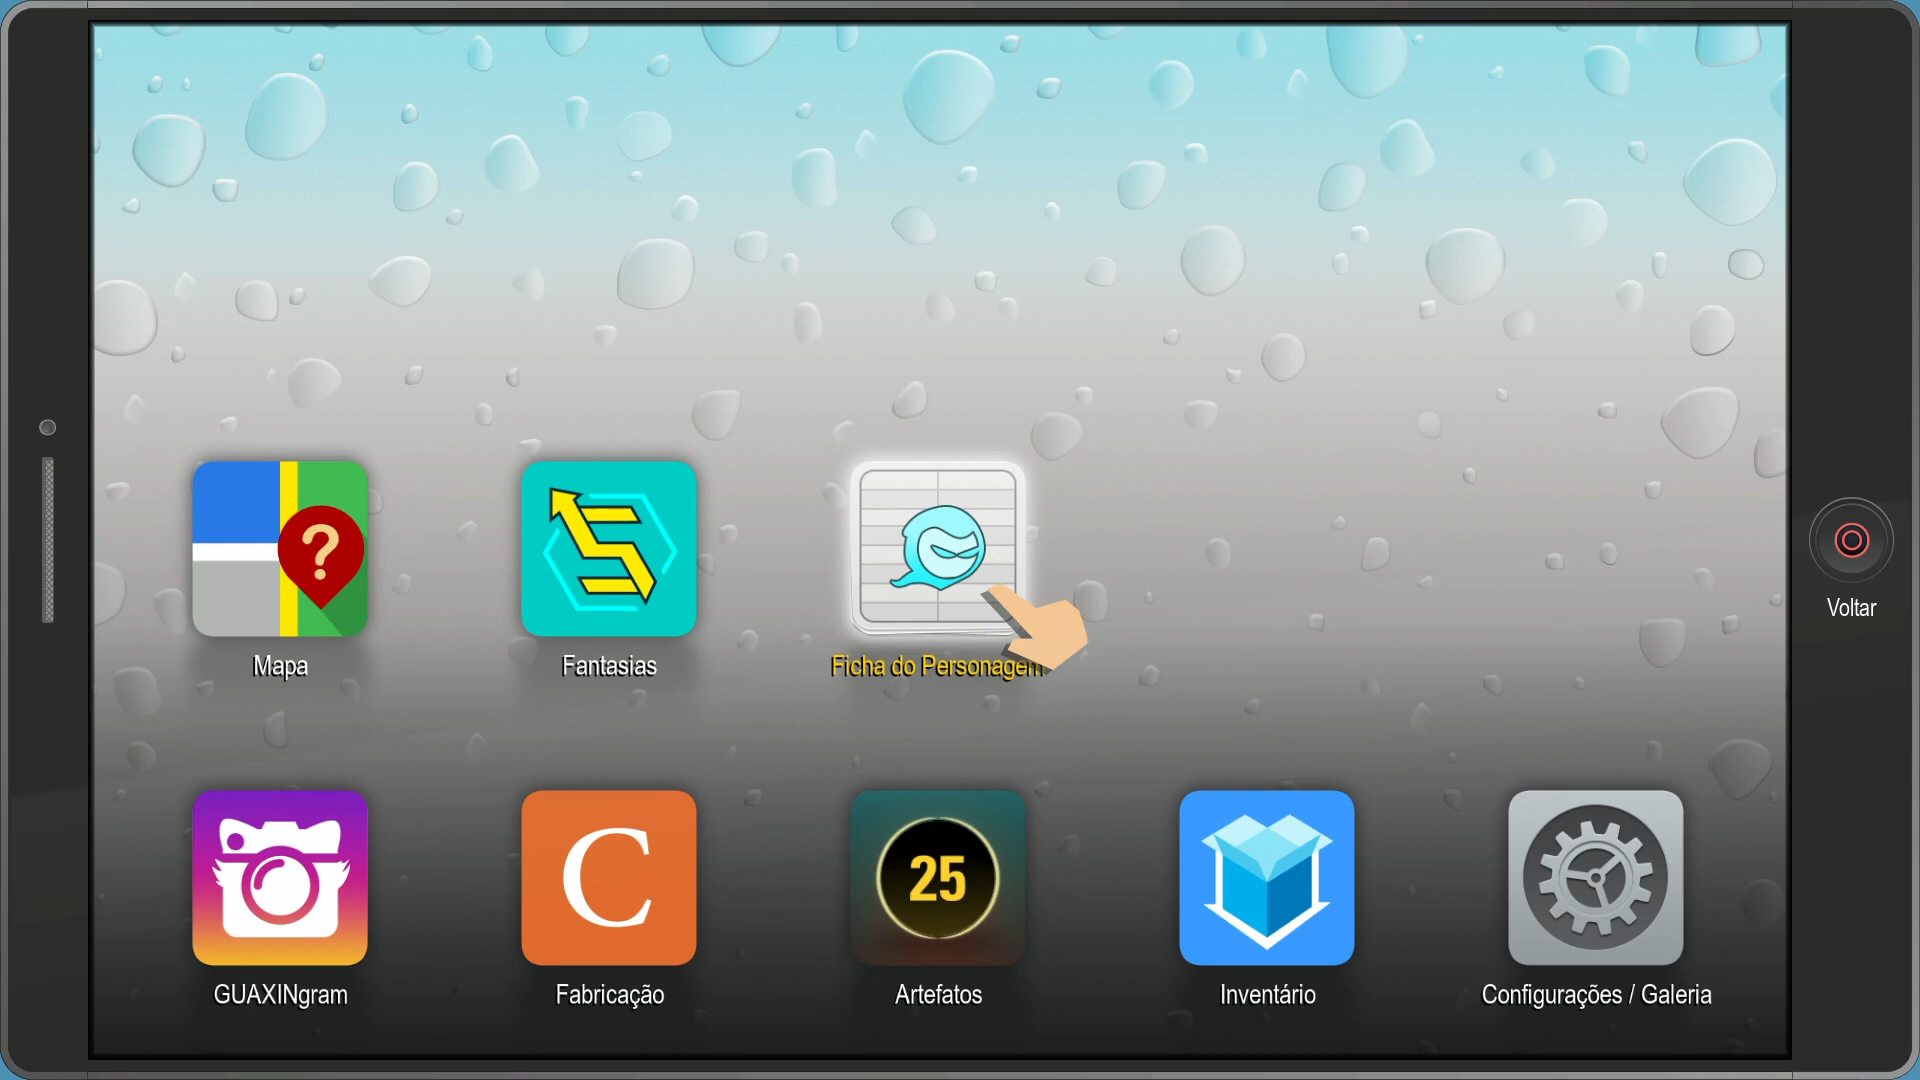 ?
Mapa
Fantasias
Ficha do Personagem
Voltar
C
25
GUAXINgram
Fabricação
Artefatos
Inventário
Configurações / Galeria